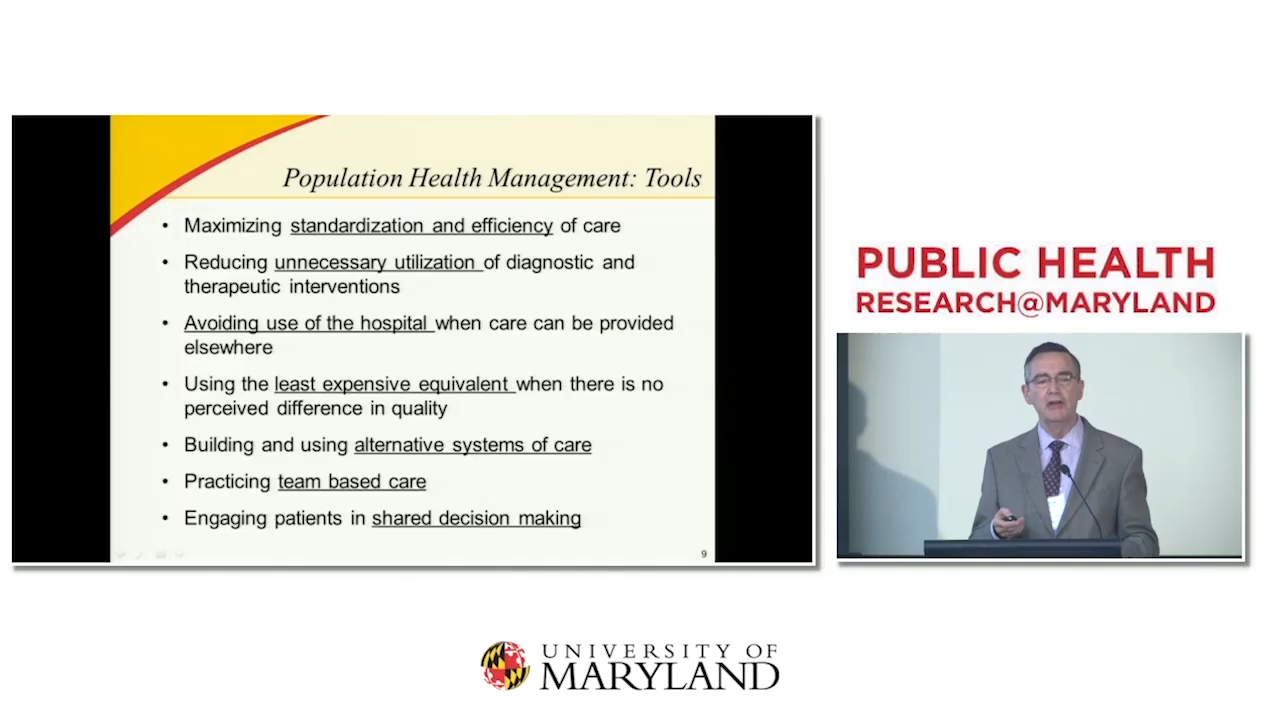 Population Health Management: Tools
• Maximizing standardization and efficiency of care
• Reducing unnecessary utilization of diagnostic and
therapeutic interventions
• Avoiding use of the hospital when care can be provided
elsewhere
• Using the least expensive equivalent when there is no
perceived difference in quality
• Building and using alternative systems of care
• Practicing team based care
• Engaging patients in shared decision making
9
PUBLIC HEALTH
RESEARCH@MARYLAND
UNIVERSITY OF
MARYLAND